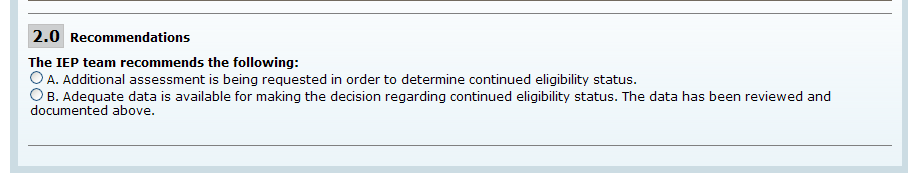 2.0 Recommendations
The IEP team recommends the following:
A. Additional assessment is being requested in order to determine continued eligibility status.
B. Adequate data is available for making the decision regarding continued eligibility status. The data has been reviewed and
documented above.